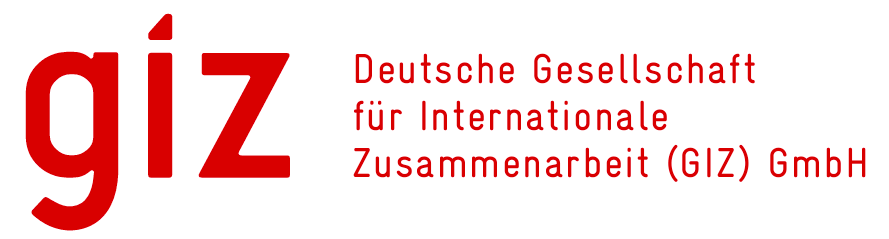 giz
Deutsche Gesellschaft
für Internationale
Zusammenarbeit (GIZ) GmbH